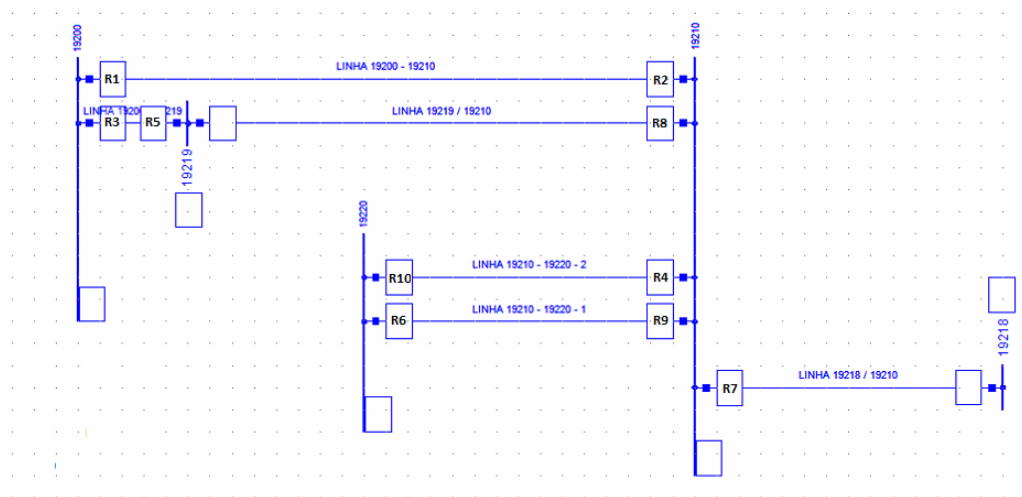 19200
19210
LINHA 19200 - 19210
R1
R2
LINHA 19219 / 19210
R3
R5
R8
19219
19220
LINHA 19210 - 19220 - 2
R10
R4
LINHA 19210 - 19220 - 1
R6
R9
19218
LINHA 19218 / 19210
R7